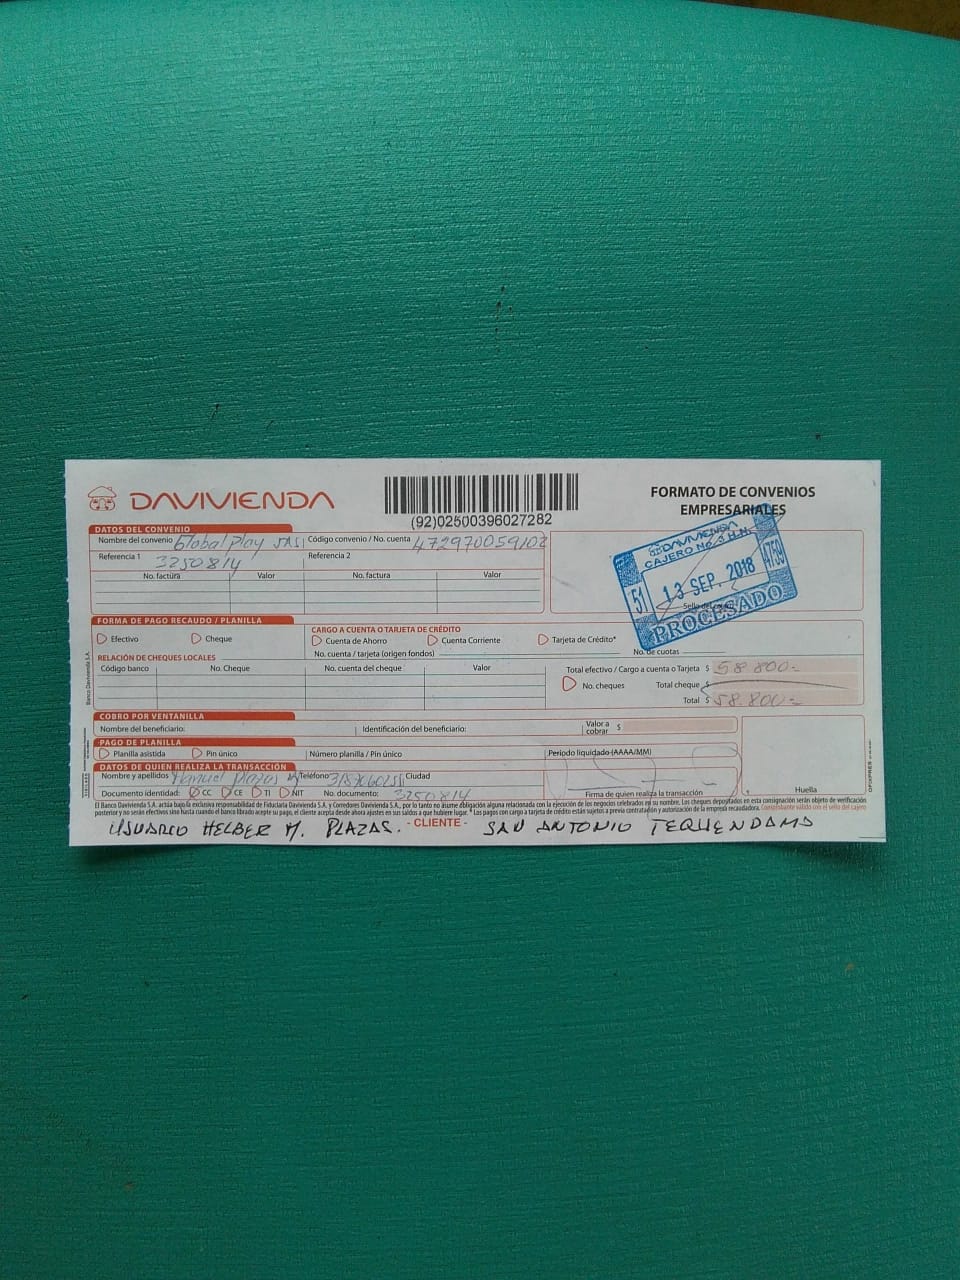 DAVIVIENDA
(92)02500396027282
FORMATO DE CONVENIOS
EMPRESARIALES
DATOS DEL CONVENIO
Nombre del convenio Global Play SAS Código convenio / No. cuenta 472970059102
Referencia 1 3250814 Referencia 2
No. factura Valor No. factura Valor
DAVIVIENDA
CAJERO No. 3 H.N.
51 13 SEP. 2018 4759
PROCESADO
FORMA DE PAGO RECAUDO / PLANILLA
Efectivo Cheque
CARGO A CUENTA O TARJETA DE CRÉDITO
Cuenta de Ahorro Cuenta Corriente Tarjeta de Crédito*
No. cuenta / tarjeta (origen fondos) No. de cuotas
RELACIÓN DE CHEQUES LOCALES
Código banco No. Cheque No. cuenta del cheque Valor
Total efectivo / Cargo a cuenta o Tarjeta $ 58.800=
No. cheques Total cheque $
Total $ 58.800=
COBRO POR VENTANILLA
Nombre del beneficiario: Identificación del beneficiario: Valor a cobrar $
PAGO DE PLANILLA
Planilla asistida Pin único Número planilla / Pin único Periodo liquidado (AAAA/MM)
DATOS DE QUIEN REALIZA LA TRANSACCIÓN
Nombre y apellidos Manuel Plazas Teléfono Ciudad
Documento identidad: CC CE TI NIT No. documento: 3250814 Firma de quien realiza la transacción Huella
El Banco Davivienda S.A. actúa bajo la exclusiva responsabilidad de Fiduciaria Davivienda S.A. y Corredores Davivienda S.A., por lo tanto no asume obligación alguna relacionada con la ejecución de los negocios celebrados en su nombre. Los cheques depositados en esta consignación serán objeto de verificación
posterior y no serán efectivos sino hasta cuando el banco librado acepte su pago, el cliente acepta desde ahora ajustes en sus saldos a que hubiere lugar. * Los pagos con cargo a tarjeta de crédito están sujetos a previa contratación y autorización de la empresa recaudadora.
USUARIO HELBER M. PLAZAS. - CLIENTE - SAN ANTONIO TEQUENDAMA
Banco Davivienda S.A.